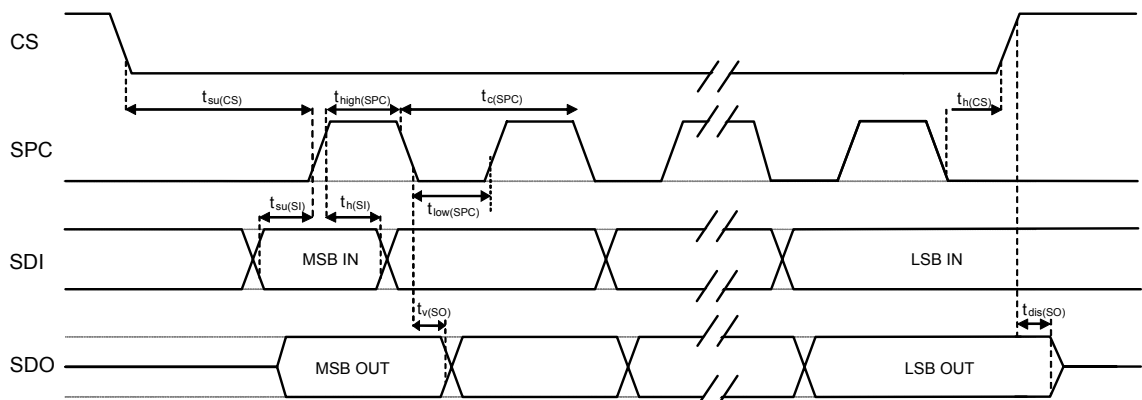 CS
t_su(CS) t_high(SPC) t_c(SPC) t_h(CS)
SPC
t_low(SPC)
t_su(SI) t_h(SI)
SDI MSB IN LSB IN
t_v(SO) t_dis(SO)
SDO MSB OUT LSB OUT